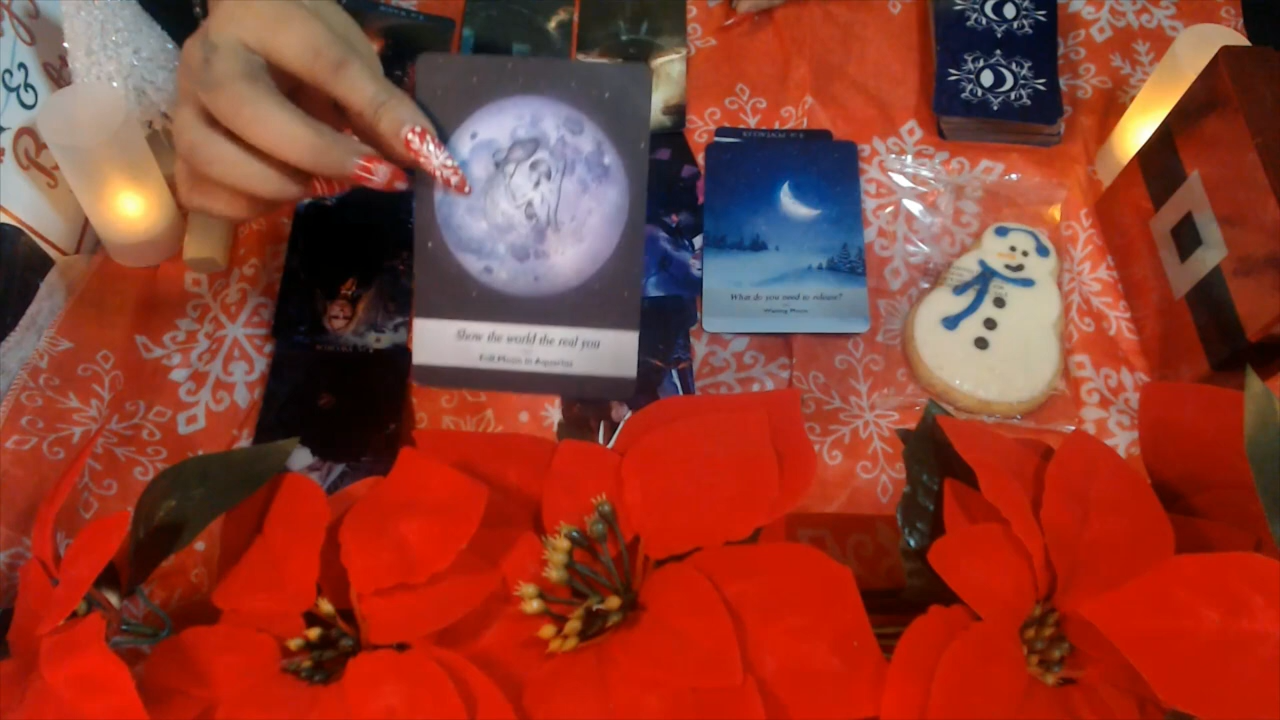 Show the world the real you
Full Moon in Aquarius
What do you need to release?
Waning Moon
&